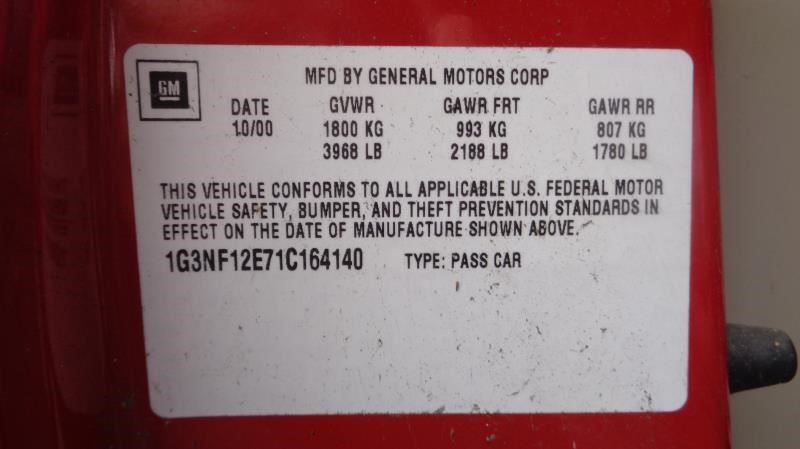 GM
MFD BY GENERAL MOTORS CORP
DATE GVWR GAWR FRT GAWR RR
10/00 1800 KG 993 KG 807 KG
3968 LB 2188 LB 1780 LB
THIS VEHICLE CONFORMS TO ALL APPLICABLE U.S. FEDERAL MOTOR
VEHICLE SAFETY, BUMPER, AND THEFT PREVENTION STANDARDS IN
EFFECT ON THE DATE OF MANUFACTURE SHOWN ABOVE.
1G3NF12E71C164140 TYPE: PASS CAR